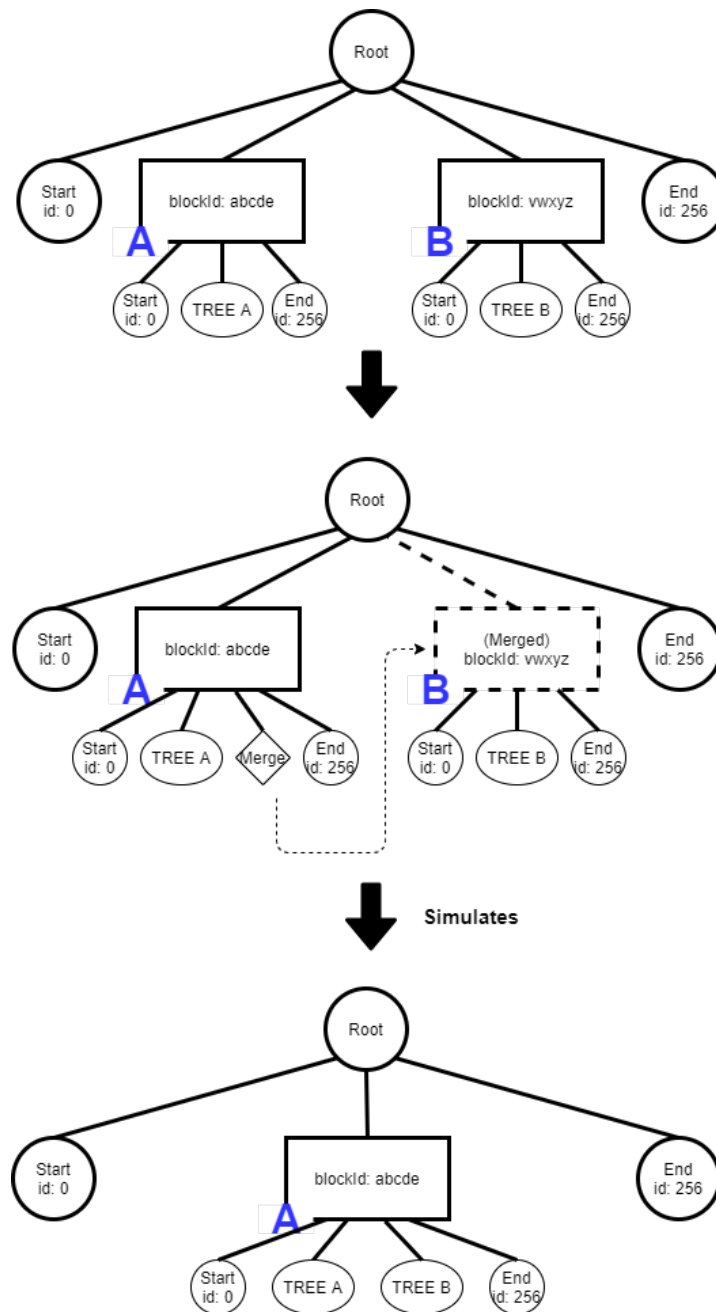 Root
Start
id: 0
blockId: abcde
blockId: vwxyz
End
id: 256
A
B
Start
id: 0
TREE A
End
id: 256
Start
id: 0
TREE B
End
id: 256
Root
Start
id: 0
blockId: abcde
(Merged)
blockId: vwxyz
End
id: 256
A
B
Start
id: 0
TREE A
Merge
End
id: 256
Start
id: 0
TREE B
End
id: 256
Simulates
Root
Start
id: 0
blockId: abcde
End
id: 256
A
Start
id: 0
TREE A
TREE B
End
id: 256